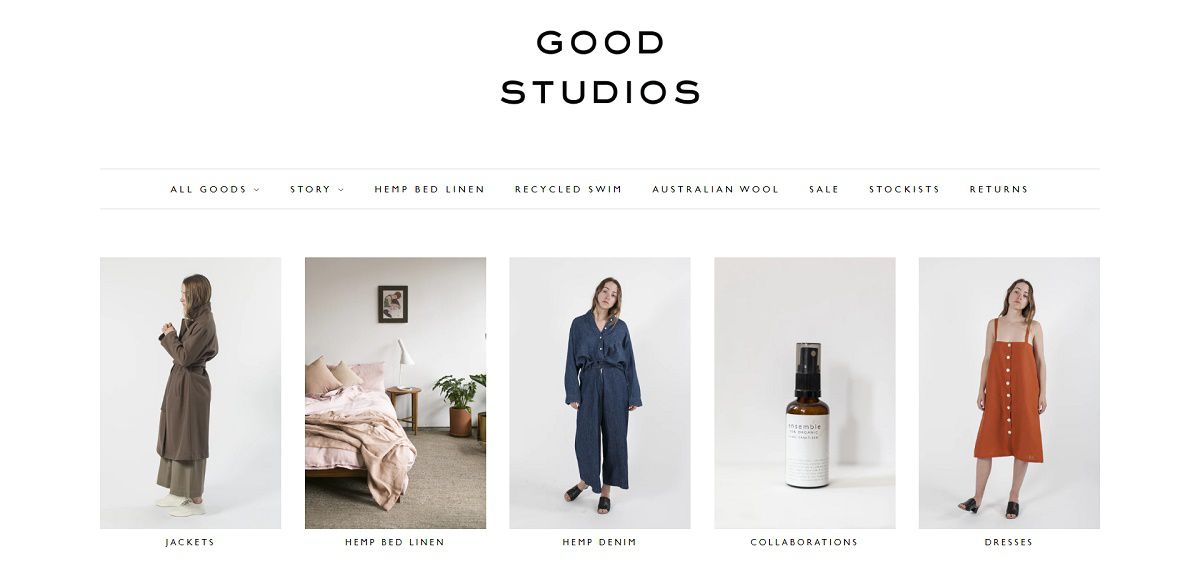 GOOD
STUDIOS
ALL GOODS STORY HEMP BED LINEN RECYCLED SWIM AUSTRALIAN WOOL SALE STOCKISTS RETURNS
ensemble
JACKETS HEMP BED LINEN HEMP DENIM COLLABORATIONS DRESSES